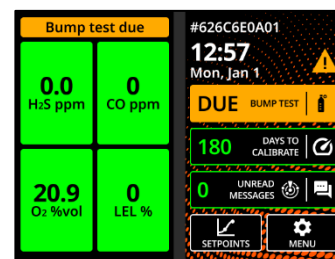 Bump test due
0.0
H₂S ppm
0
CO ppm
20.9
O₂ %vol
0
LEL %
#626C6E0A01
12:57
Mon, Jan 1
DUE BUMP TEST
180 DAYS TO
CALIBRATE
0 UNREAD
MESSAGES
SETPOINTS
MENU